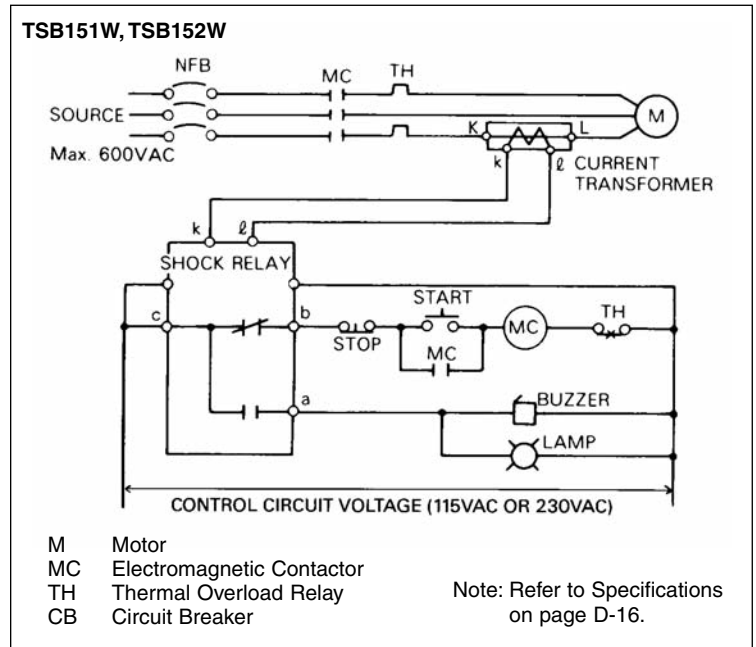 TSB151W, TSB152W
NFB
MC
TH
SOURCE
Max. 600VAC
K
L
M
k
ℓ
CURRENT
TRANSFORMER
k
ℓ
SHOCK RELAY
c
b
STOP
START
MC
MC
TH
a
BUZZER
LAMP
CONTROL CIRCUIT VOLTAGE (115VAC OR 230VAC)
M Motor
MC Electromagnetic Contactor
TH Thermal Overload Relay
CB Circuit Breaker
Note: Refer to Specifications
on page D-16.